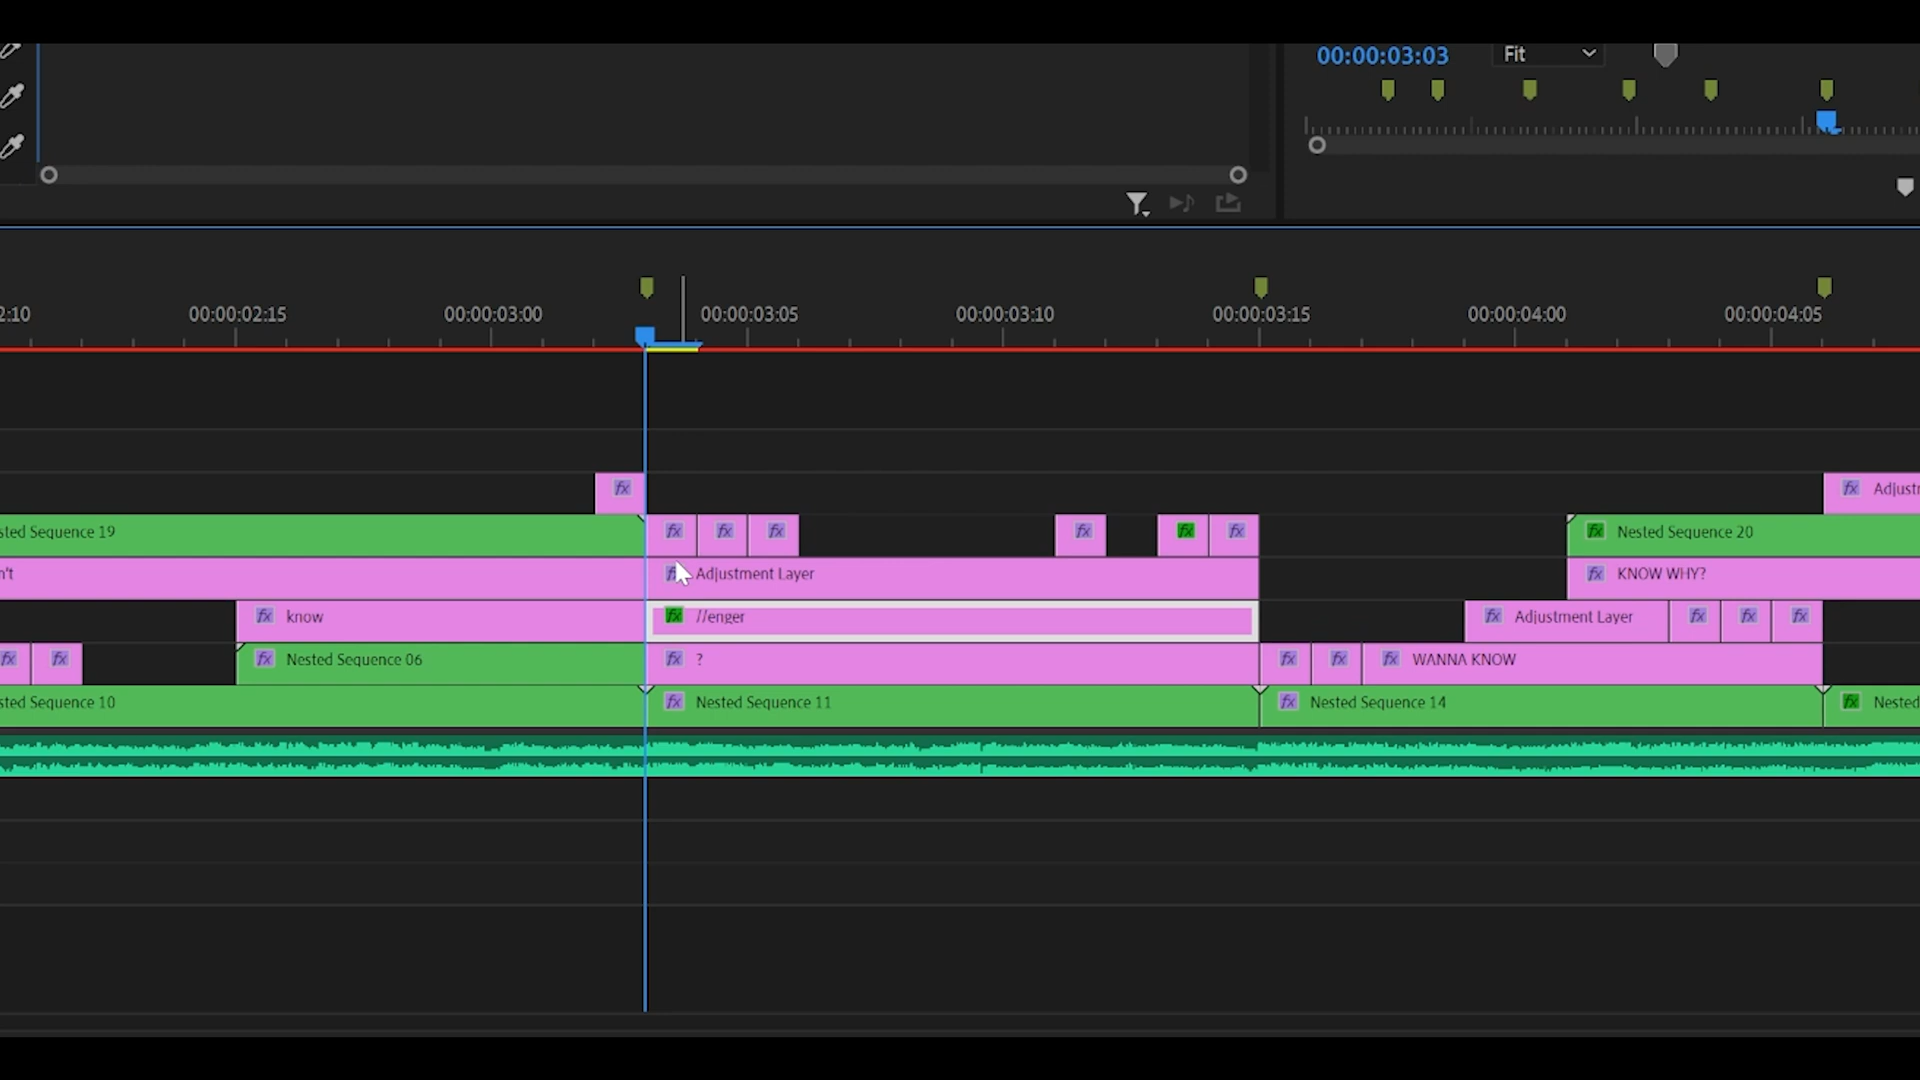 00:00:03:03 Fit
2:10 00:00:02:15 00:00:03:00 00:00:03:05 00:00:03:10 00:00:03:15 00:00:04:00 00:00:04:05
fx fx Adjustr
sted Sequence 19 fx fx fx fx fx fx fx Nested Sequence 20
n't fx Adjustment Layer fx KNOW WHY?
fx know fx //enger fx Adjustment Layer fx fx fx
fx fx fx Nested Sequence 06 fx ? fx fx fx WANNA KNOW
sted Sequence 10 fx Nested Sequence 11 fx Nested Sequence 14 fx Nested